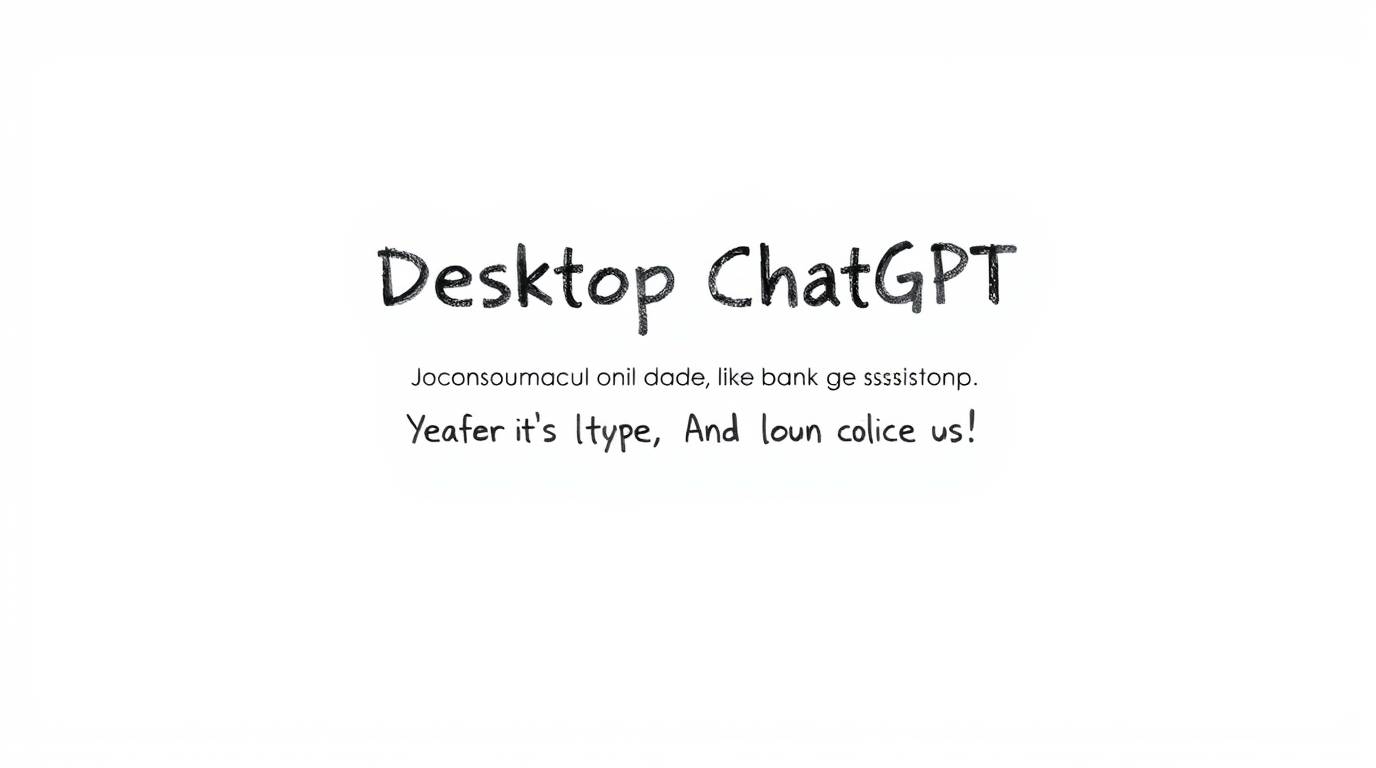 Desktop ChatGPT
Joconsoumacul onil dade, like bank ge sssistonp.
Yeafer it's ltype, And loun colice us!